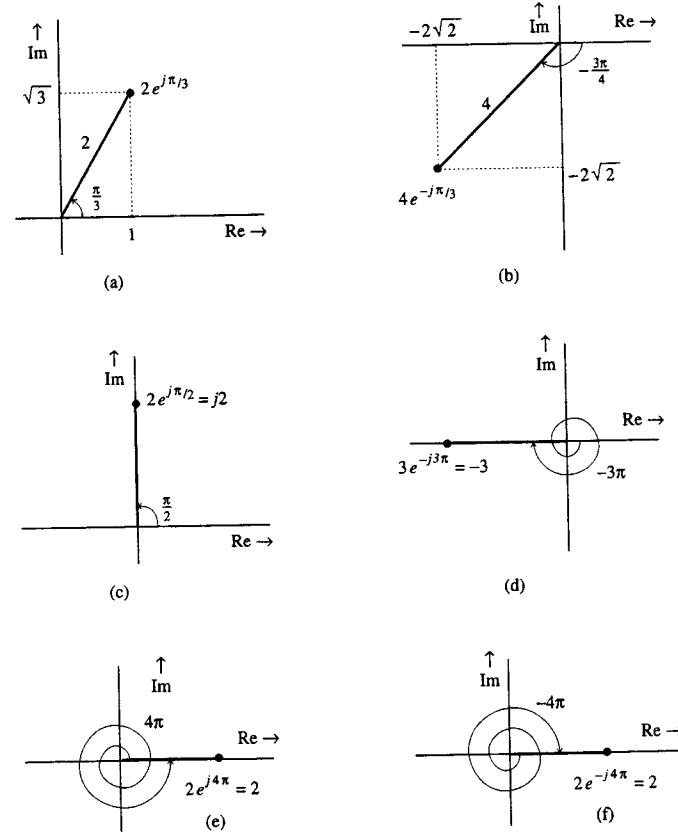 ↑
Im
√3
2e^{jπ/3}
2
π/3
1
Re →
(a)
−2√2
↑
Im
Re →
−3π/4
4
−2√2
4e^{−jπ/3}
(b)
↑
Im
2e^{jπ/2} = j2
π/2
Re →
(c)
↑
Im
Re →
3e^{−j3π} = −3
−3π
(d)
↑
Im
4π
Re →
2e^{j4π} = 2
(e)
↑
Im
−4π
Re →
2e^{−j4π} = 2
(f)